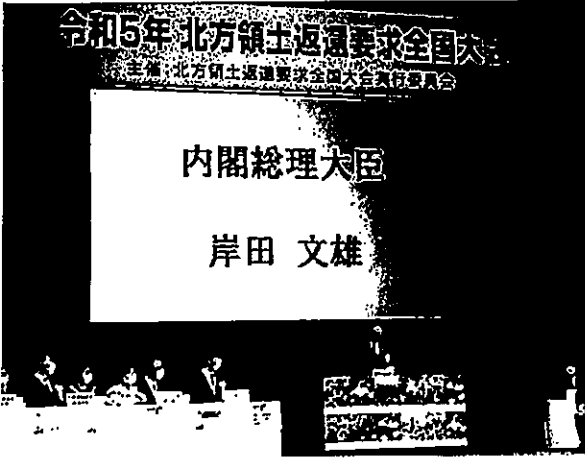 令和5年 北方領土返還要求全国大会
主催 北方領土返還要求全国大会実行委員会
内閣総理大臣
岸田 文雄